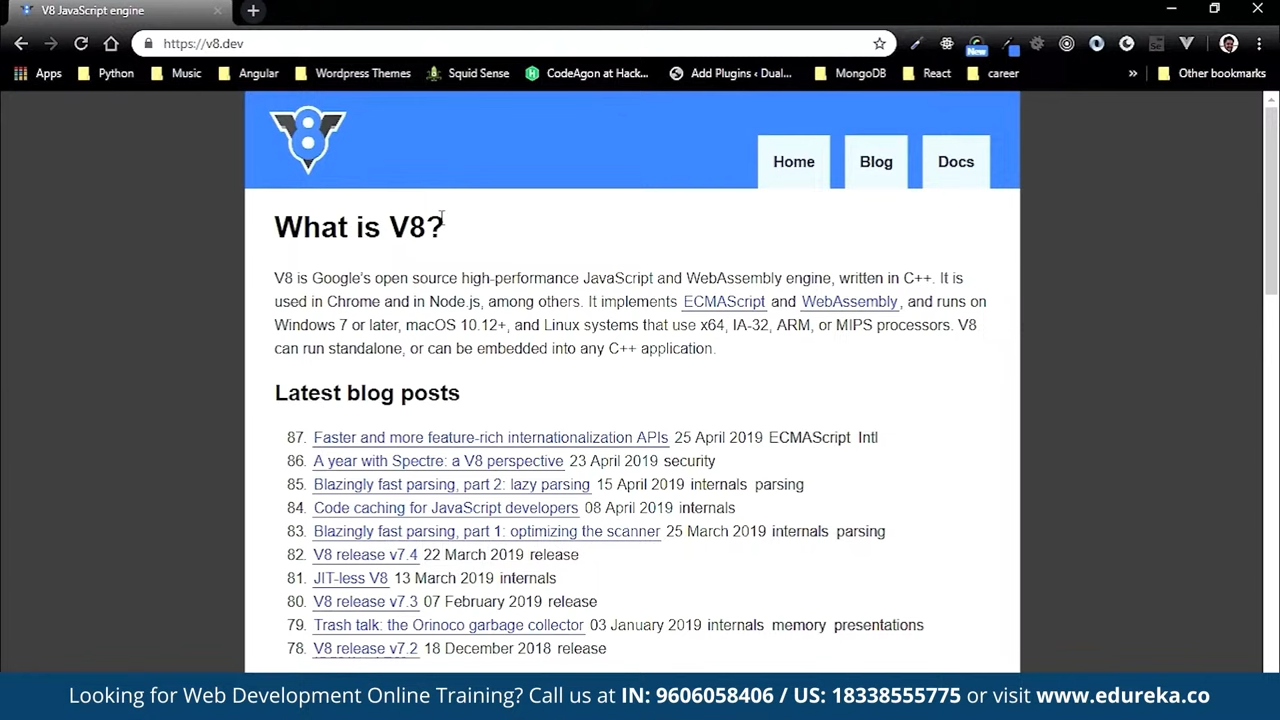 V8 JavaScript engine
https://v8.dev
New
Apps Python Music Angular Wordpress Themes Squid Sense CodeAgon at Hack... Add Plugins ‹ Dual... MongoDB React career » Other bookmarks
8
Home Blog Docs
What is V8?
V8 is Google's open source high-performance JavaScript and WebAssembly engine, written in C++. It is
used in Chrome and in Node.js, among others. It implements ECMAScript and WebAssembly, and runs on
Windows 7 or later, macOS 10.12+, and Linux systems that use x64, IA-32, ARM, or MIPS processors. V8
can run standalone, or can be embedded into any C++ application.
Latest blog posts
87. Faster and more feature-rich internationalization APIs 25 April 2019 ECMAScript Intl
86. A year with Spectre: a V8 perspective 23 April 2019 security
85. Blazingly fast parsing, part 2: lazy parsing 15 April 2019 internals parsing
84. Code caching for JavaScript developers 08 April 2019 internals
83. Blazingly fast parsing, part 1: optimizing the scanner 25 March 2019 internals parsing
82. V8 release v7.4 22 March 2019 release
81. JIT-less V8 13 March 2019 internals
80. V8 release v7.3 07 February 2019 release
79. Trash talk: the Orinoco garbage collector 03 January 2019 internals memory presentations
78. V8 release v7.2 18 December 2018 release
Looking for Web Development Online Training? Call us at IN: 9606058406 / US: 18338555775 or visit www.edureka.co